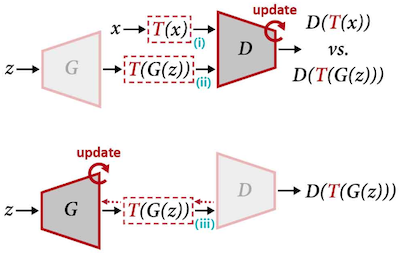 update
x T(x) D(T(x))
(i)
D vs.
z G T(G(z)) D(T(G(z)))
(ii)
update
z G T(G(z)) D D(T(G(z)))
(iii)